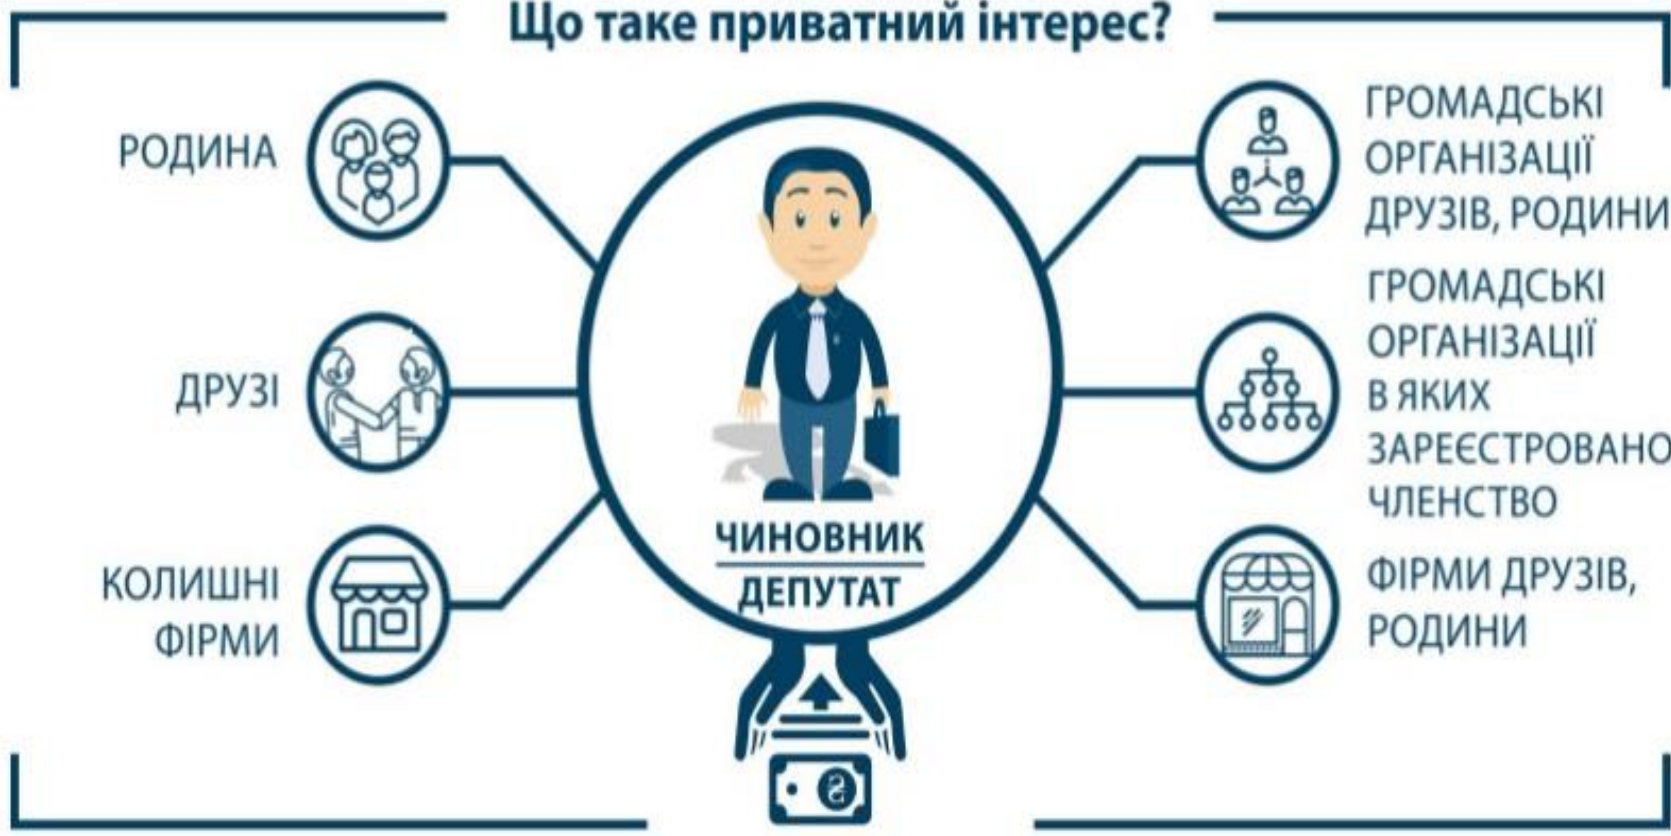 Що таке приватний інтерес?
РОДИНА
ДРУЗІ
КОЛИШНІ
ФІРМИ
ЧИНОВНИК
ДЕПУТАТ
ГРОМАДСЬКІ
ОРГАНІЗАЦІЇ
ДРУЗІВ, РОДИНИ
ГРОМАДСЬКІ
ОРГАНІЗАЦІЇ
В ЯКИХ
ЗАРЕЄСТРОВАНО
ЧЛЕНСТВО
ФІРМИ ДРУЗІВ,
РОДИНИ
₴